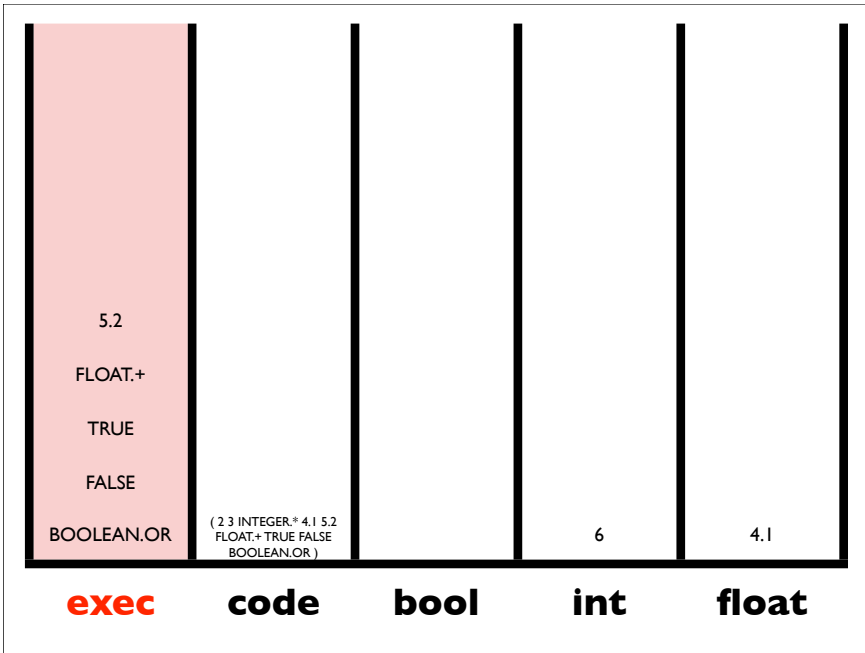 5.2
FLOAT.+
TRUE
FALSE
BOOLEAN.OR
( 2 3 INTEGER.* 4.1 5.2
FLOAT.+ TRUE FALSE
BOOLEAN.OR )
6
4.1
exec
code
bool
int
float